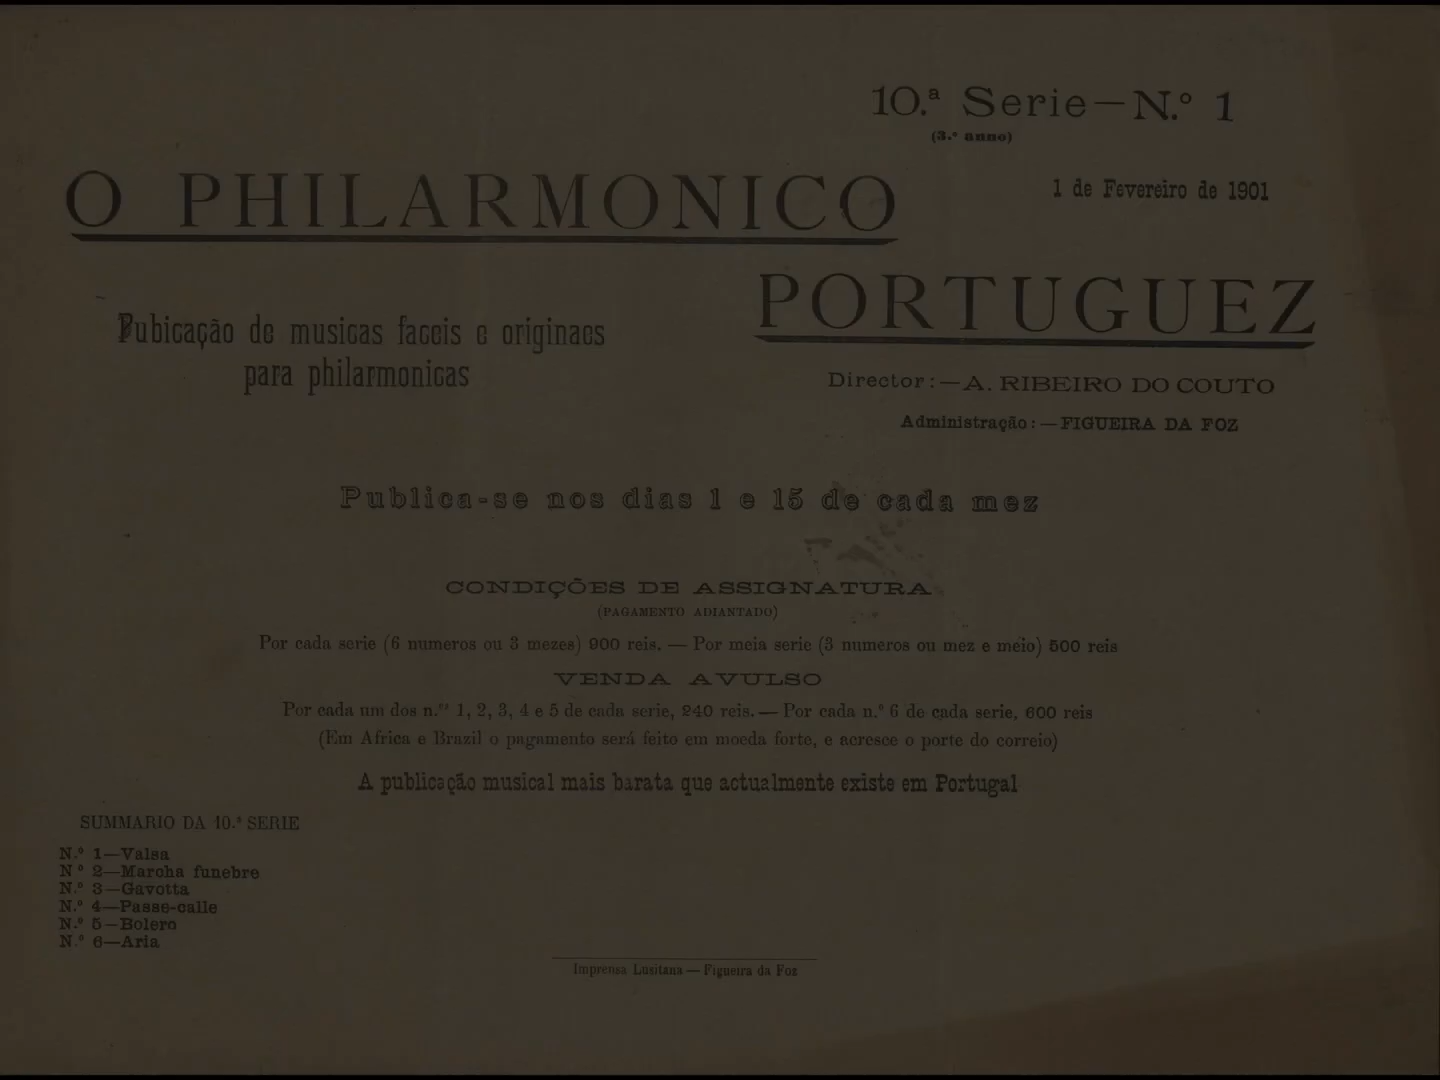 10.ª Serie—N.º 1
(3.º anno)
O PHILARMONICO
1 de Fevereiro de 1901
PORTUGUEZ
Pubicação de musicas faceis e originaes
para philarmonicas
Director:—A. RIBEIRO DO COUTO
Administração:—FIGUEIRA DA FOZ
Publica-se nos dias 1 e 15 de cada mez
CONDIÇÕES DE ASSIGNATURA
(PAGAMENTO ADIANTADO)
Por cada serie (6 numeros ou 3 mezes) 900 reis. — Por meia serie (3 numeros ou mez e meio) 500 reis
VENDA AVULSO
Por cada um dos n.ºs 1, 2, 3, 4 e 5 de cada serie, 240 reis. — Por cada n.º 6 de cada serie, 600 reis
(Em Africa e Brazil o pagamento será feito em moeda forte, e acresce o porte do correio)
A publicação musical mais barata que actualmente existe em Portugal
SUMMARIO DA 10.ª SERIE
N.º 1—Valsa
N º 2—Marcha funebre
N.º 3—Gavotta
N.º 4—Passe-calle
N.º 5—Bolero
N.º 6—Aria
Imprensa Lusitana — Figueira da Foz